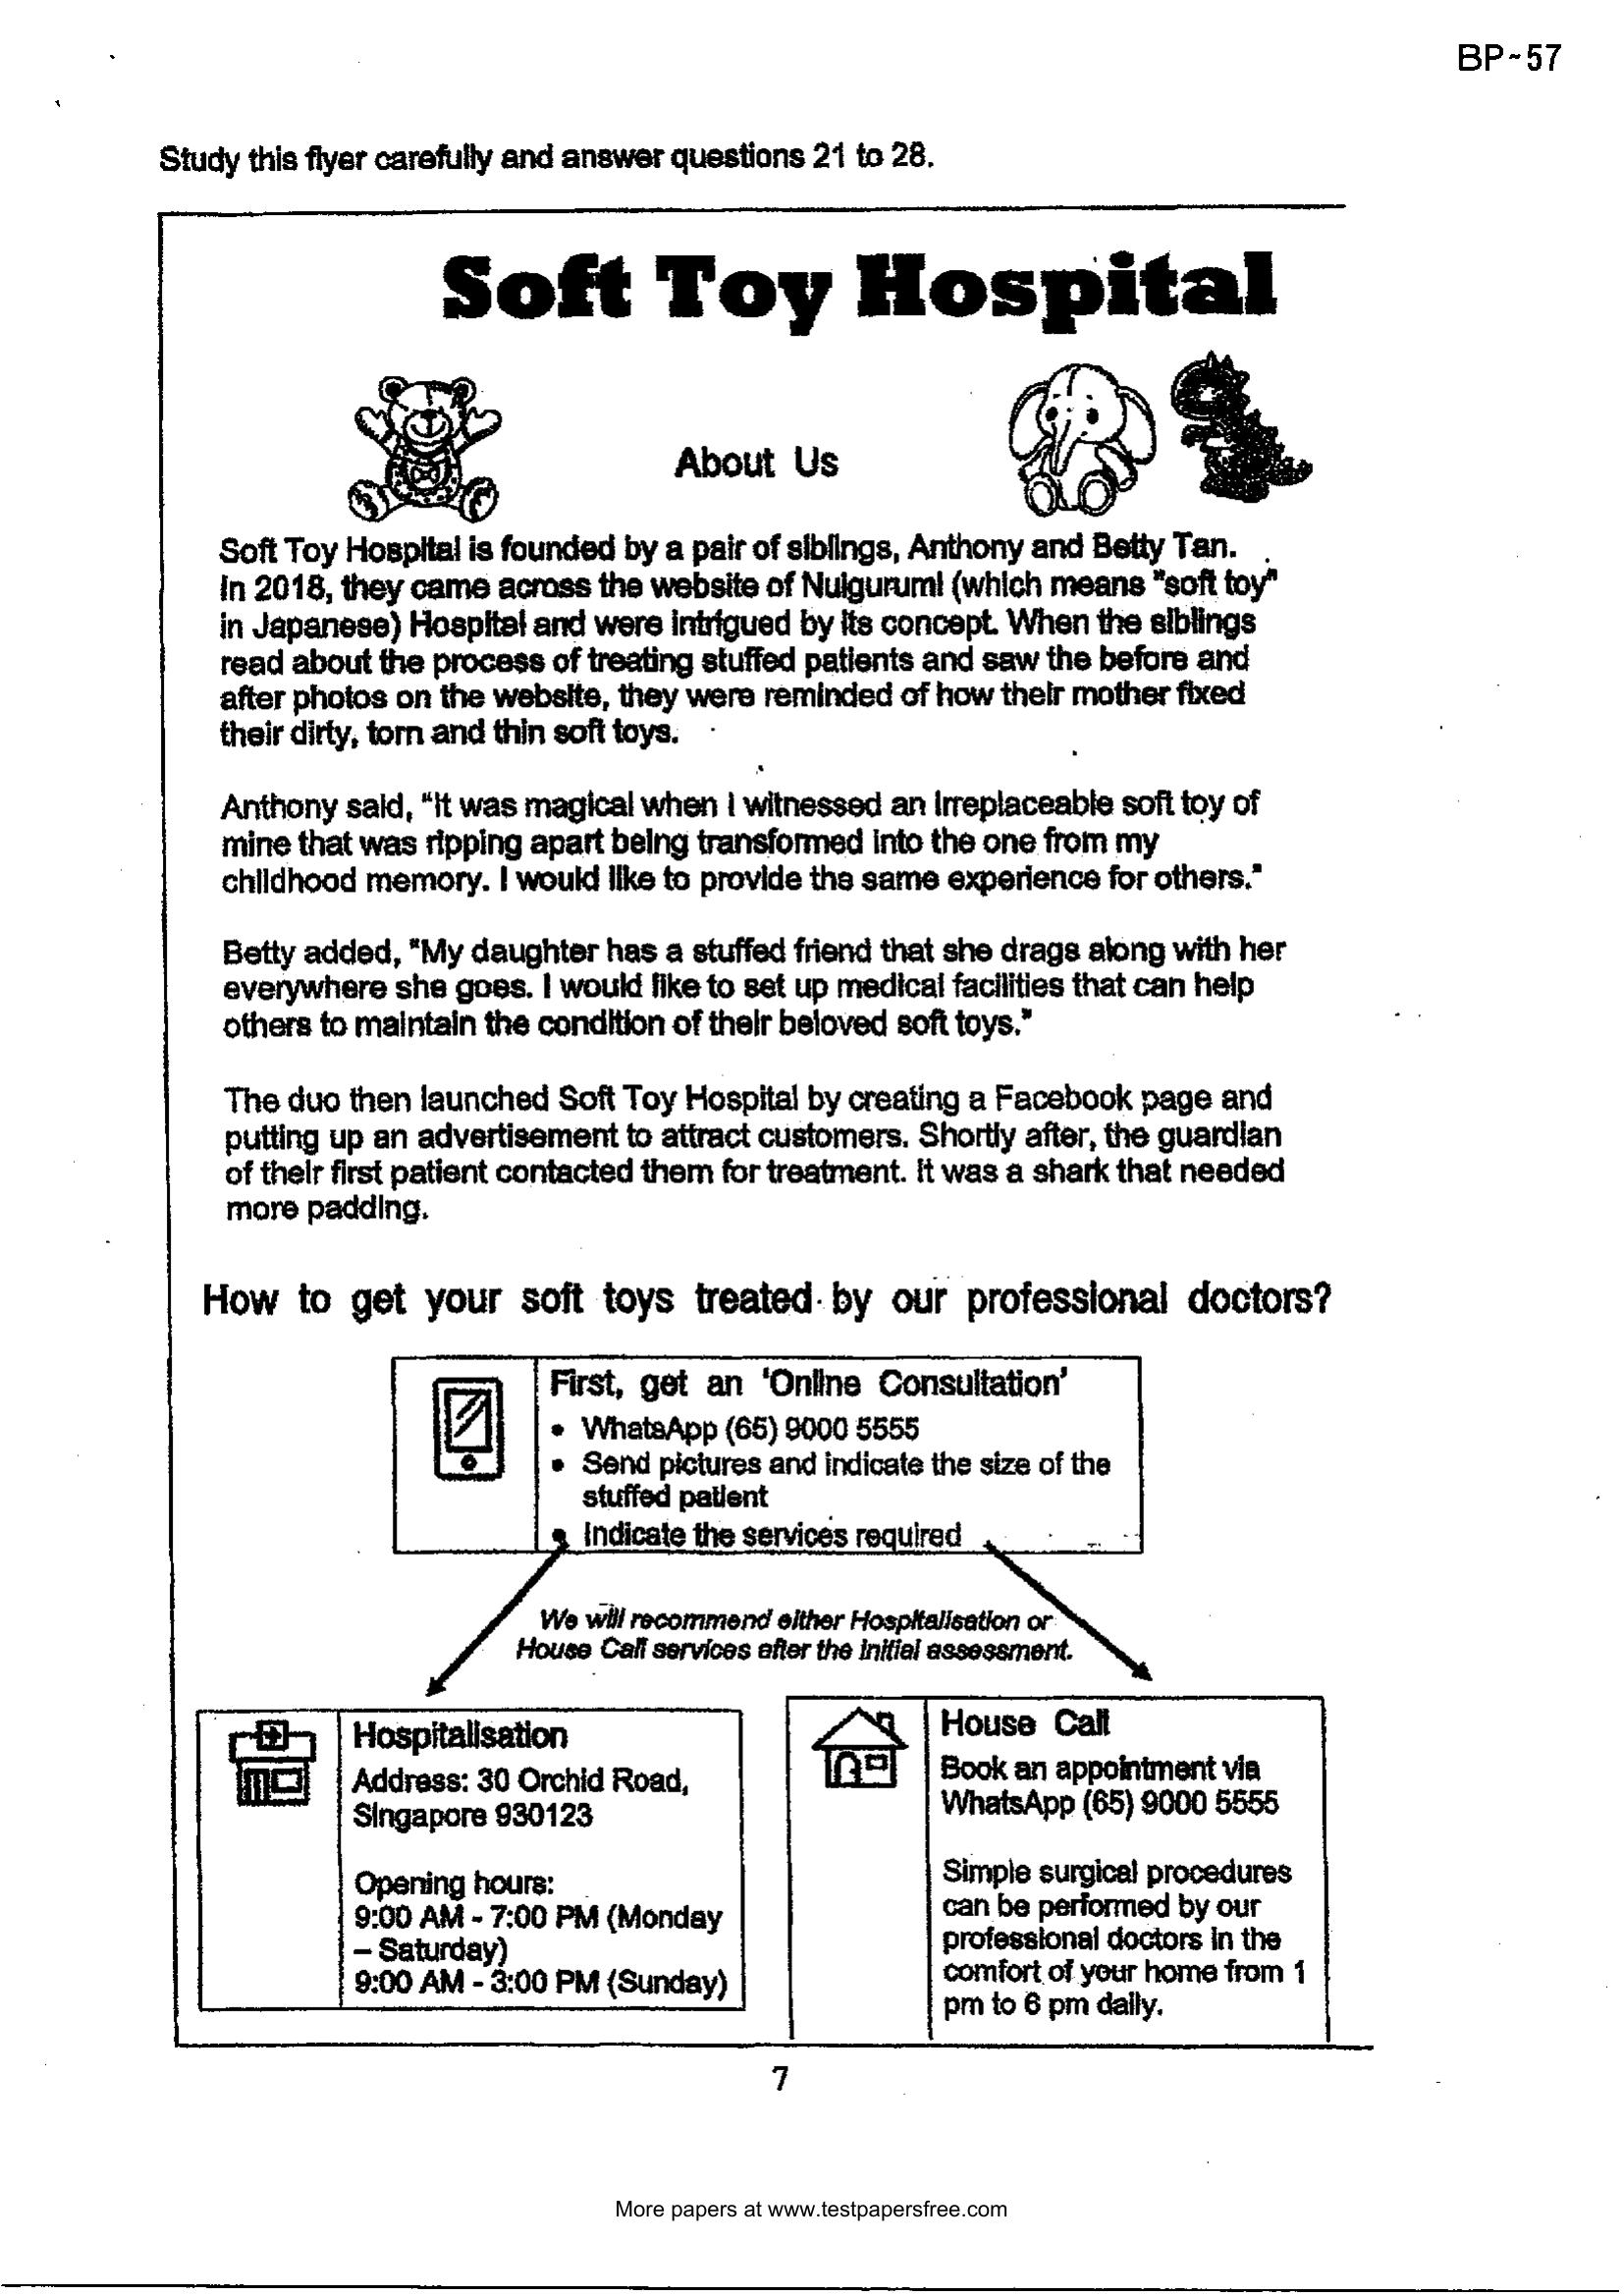 BP~57
Study this flyer carefully and answer questions 21 to 28.
Soft Toy Hospital
About Us
Soft Toy Hospital is founded by a pair of siblings, Anthony and Betty Tan.
In 2018, they came across the website of Nuigurumi (which means "soft toy"
in Japanese) Hospital and were intrigued by its concept. When the siblings
read about the process of treating stuffed patients and saw the before and
after photos on the website, they were reminded of how their mother fixed
their dirty, torn and thin soft toys.
Anthony said, "It was magical when I witnessed an irreplaceable soft toy of
mine that was ripping apart being transformed into the one from my
childhood memory. I would like to provide the same experience for others."
Betty added, "My daughter has a stuffed friend that she drags along with her
everywhere she goes. I would like to set up medical facilities that can help
others to maintain the condition of their beloved soft toys."
The duo then launched Soft Toy Hospital by creating a Facebook page and
putting up an advertisement to attract customers. Shortly after, the guardian
of their first patient contacted them for treatment. It was a shark that needed
more padding.
How to get your soft toys treated by our professional doctors?
First, get an 'Online Consultation'
• WhatsApp (65) 9000 5555
• Send pictures and indicate the size of the
stuffed patient
• Indicate the services required
We will recommend either Hospitalisation or
House Call services after the initial assessment.
Hospitalisation
Address: 30 Orchid Road,
Singapore 930123
Opening hours:
9:00 AM - 7:00 PM (Monday
– Saturday)
9:00 AM - 3:00 PM (Sunday)
House Call
Book an appointment via
WhatsApp (65) 9000 5555
Simple surgical procedures
can be performed by our
professional doctors in the
comfort of your home from 1
pm to 6 pm daily.
7
More papers at www.testpapersfree.com